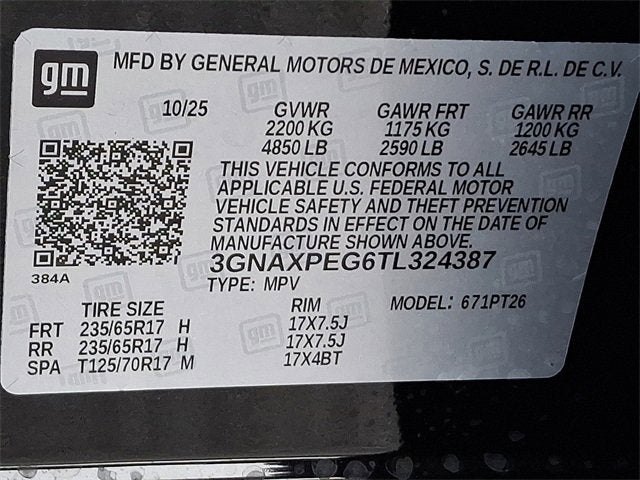 gm MFD BY GENERAL MOTORS DE MEXICO, S. DE R.L. DE C.V.
10/25 GVWR GAWR FRT GAWR RR
2200 KG 1175 KG 1200 KG
4850 LB 2590 LB 2645 LB
THIS VEHICLE CONFORMS TO ALL
APPLICABLE U.S. FEDERAL MOTOR
VEHICLE SAFETY AND THEFT PREVENTION
STANDARDS IN EFFECT ON THE DATE OF
MANUFACTURE SHOWN ABOVE.
384A
3GNAXPEG6TL324387
TYPE: MPV
TIRE SIZE RIM MODEL: 671PT26
FRT 235/65R17 H 17X7.5J
RR 235/65R17 H 17X7.5J
SPA T125/70R17 M 17X4BT